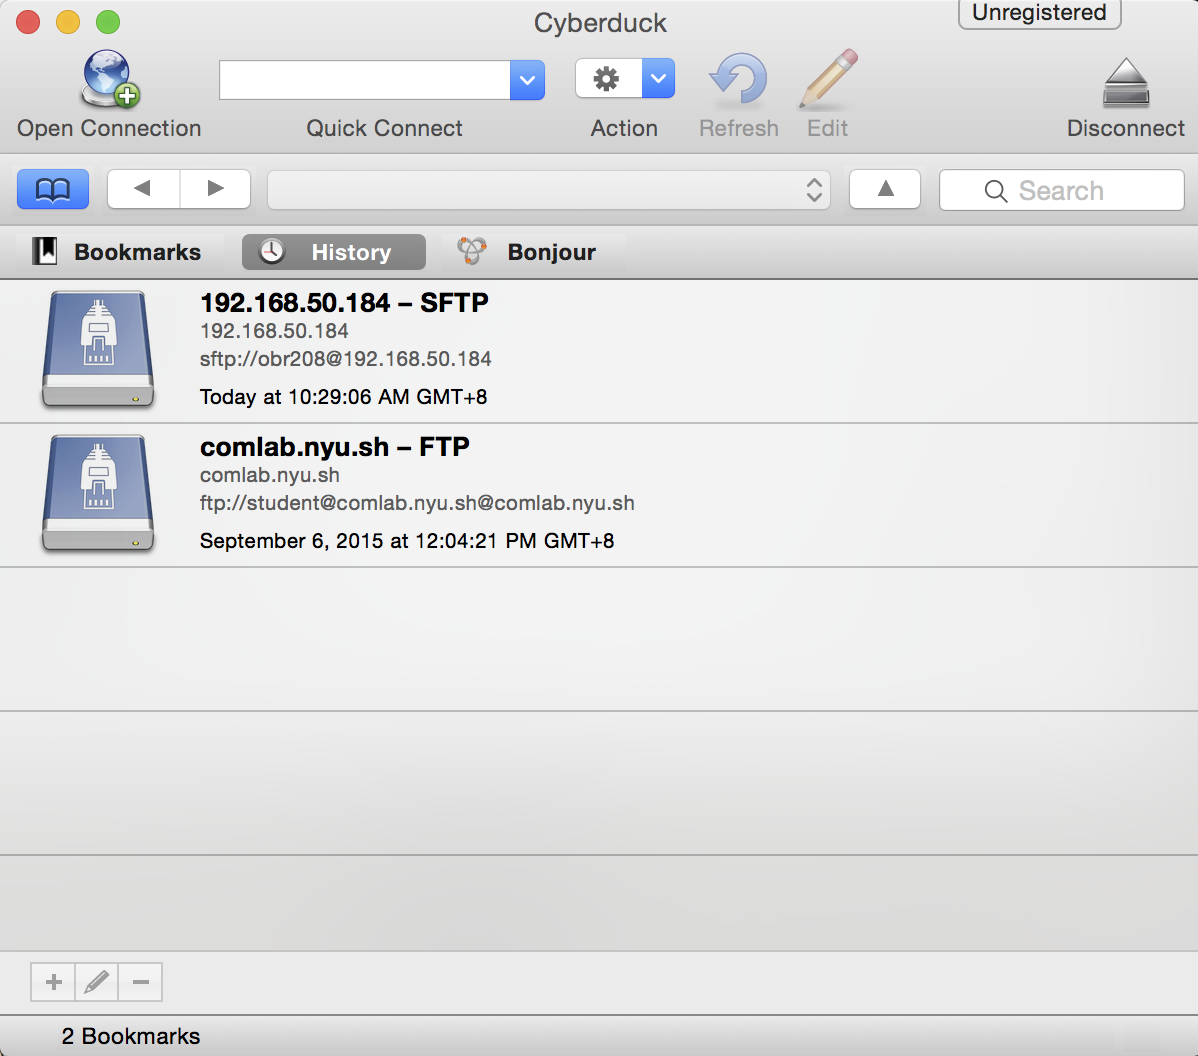 Cyberduck
Unregistered
Open Connection
Quick Connect
Action
Refresh
Edit
Disconnect
Search
Bookmarks
History
Bonjour
192.168.50.184 – SFTP
192.168.50.184
sftp://obr208@192.168.50.184
Today at 10:29:06 AM GMT+8
comlab.nyu.sh – FTP
comlab.nyu.sh
ftp://student@comlab.nyu.sh@comlab.nyu.sh
September 6, 2015 at 12:04:21 PM GMT+8
2 Bookmarks